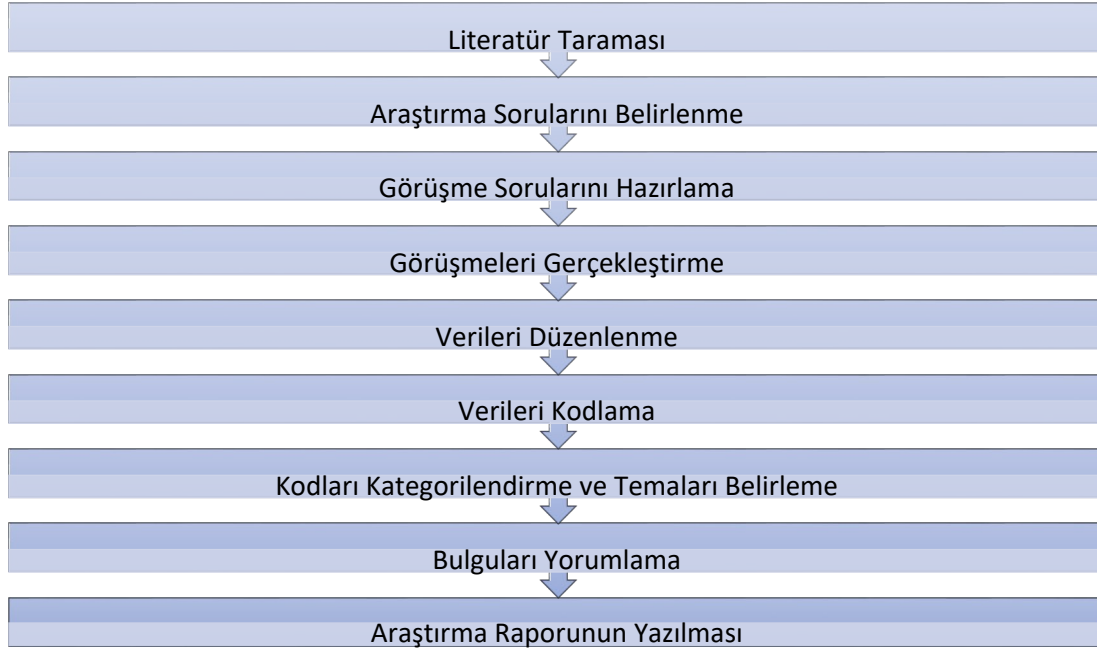 Literatür Taraması
Araştırma Sorularını Belirlenme
Görüşme Sorularını Hazırlama
Görüşmeleri Gerçekleştirme
Verileri Düzenlenme
Verileri Kodlama
Kodları Kategorilendirme ve Temaları Belirleme
Bulguları Yorumlama
Araştırma Raporunun Yazılması